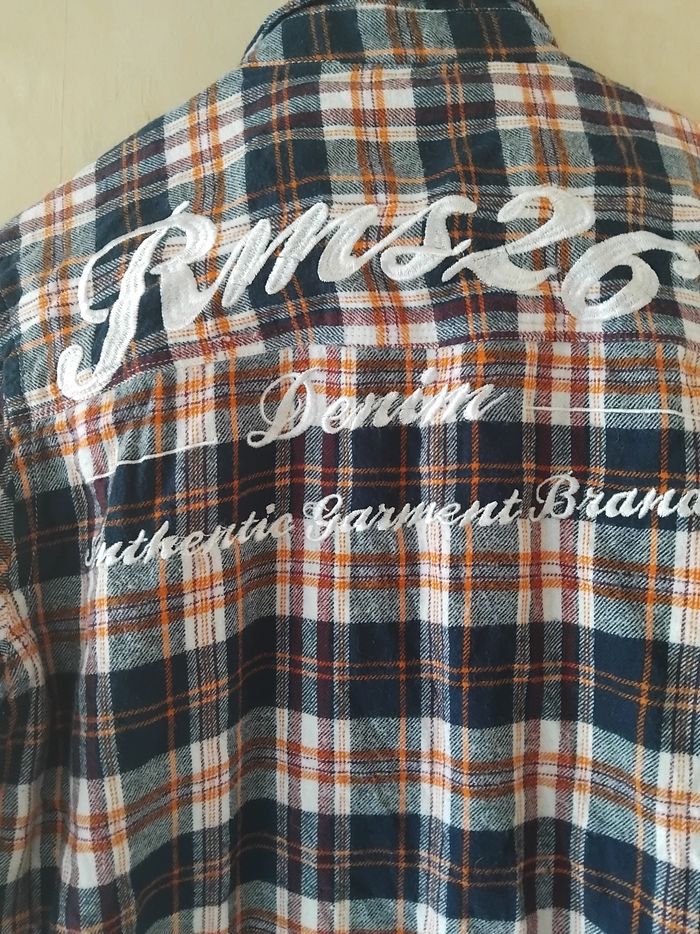 Rms26
Denim
Authentic Garment Brand